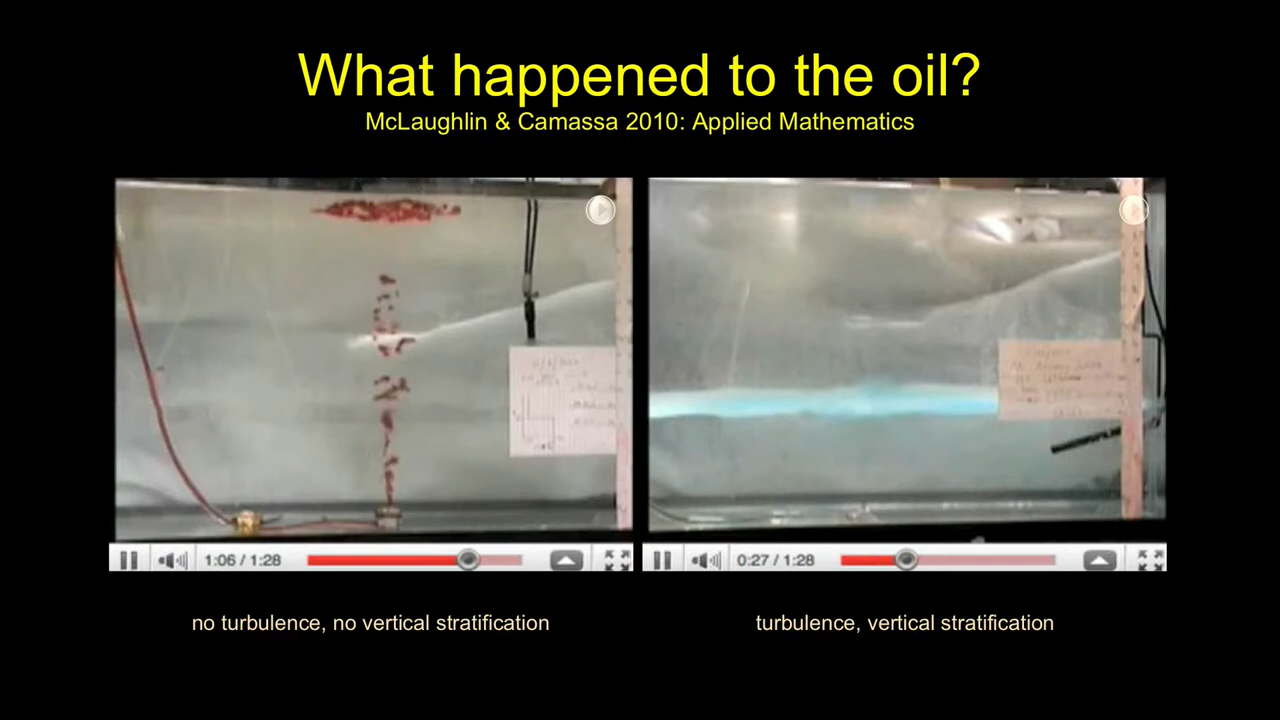 What happened to the oil?
McLaughlin & Camassa 2010: Applied Mathematics
1:06 / 1:28
0:27 / 1:28
no turbulence, no vertical stratification
turbulence, vertical stratification